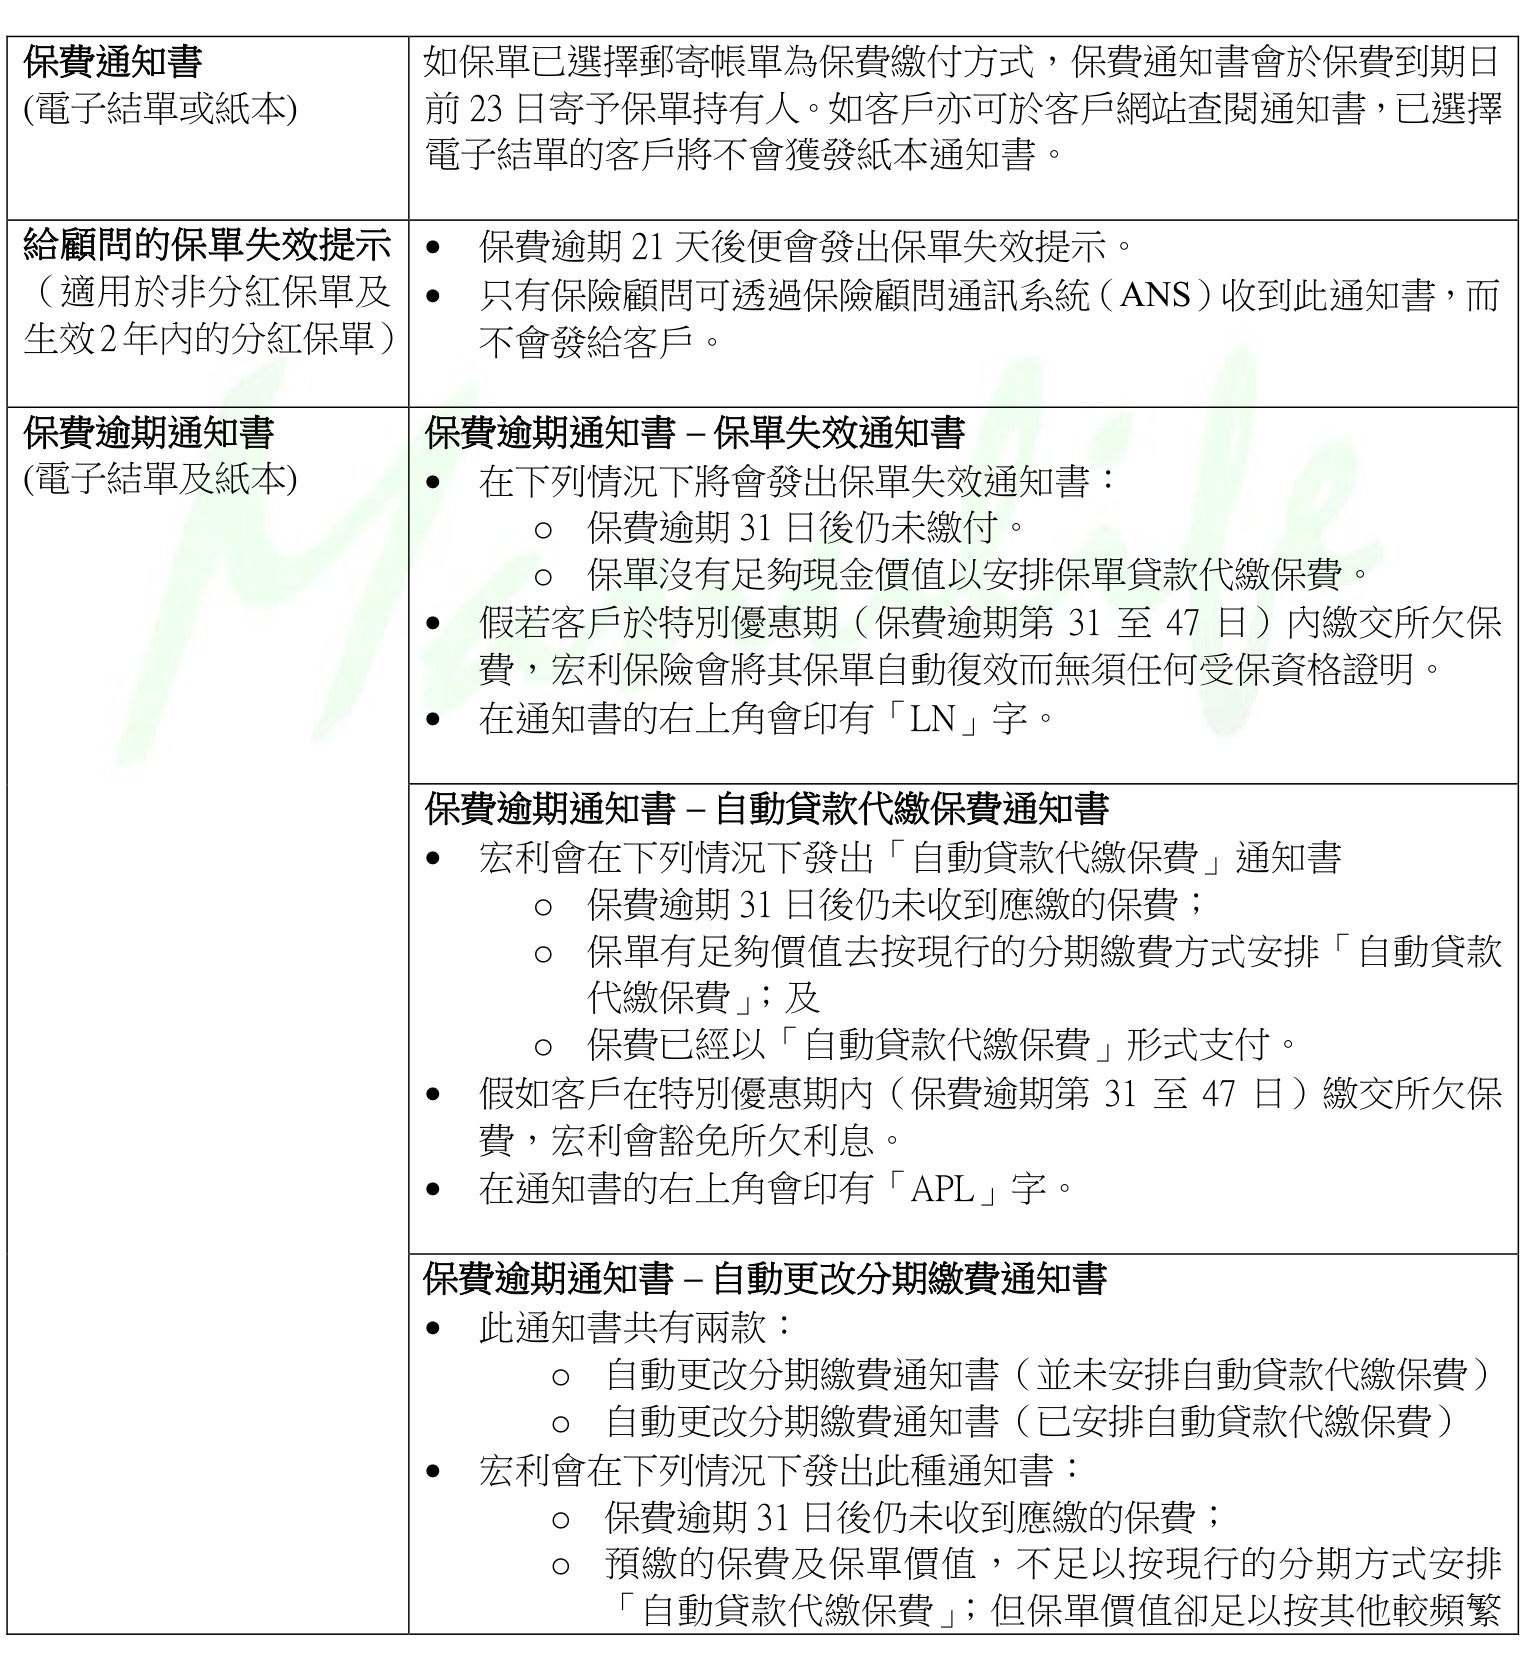 保費通知書
(電子結單或紙本)
如保單已選擇郵寄帳單為保費繳付方式，保費通知書會於保費到期日
前 23 日寄予保單持有人。如客戶亦可於客戶網站查閱通知書，已選擇
電子結單的客戶將不會獲發紙本通知書。
給顧問的保單失效提示
（適用於非分紅保單及
生效2年內的分紅保單）
• 保費逾期 21 天後便會發出保單失效提示。
• 只有保險顧問可透過保險顧問通訊系統（ANS）收到此通知書，而
不會發給客戶。
保費逾期通知書
(電子結單及紙本)
保費逾期通知書 – 保單失效通知書
• 在下列情況下將會發出保單失效通知書：
o 保費逾期 31 日後仍未繳付。
o 保單沒有足夠現金價值以安排保單貸款代繳保費。
• 假若客戶於特別優惠期（保費逾期第 31 至 47 日）內繳交所欠保
費，宏利保險會將其保單自動復效而無須任何受保資格證明。
• 在通知書的右上角會印有「LN」字。
保費逾期通知書 – 自動貸款代繳保費通知書
• 宏利會在下列情況下發出「自動貸款代繳保費」通知書
o 保費逾期 31 日後仍未收到應繳的保費；
o 保單有足夠價值去按現行的分期繳費方式安排「自動貸款
代繳保費」；及
o 保費已經以「自動貸款代繳保費」形式支付。
• 假如客戶在特別優惠期內（保費逾期第 31 至 47 日）繳交所欠保
費，宏利會豁免所欠利息。
• 在通知書的右上角會印有「APL」字。
保費逾期通知書 – 自動更改分期繳費通知書
• 此通知書共有兩款：
o 自動更改分期繳費通知書（並未安排自動貸款代繳保費）
o 自動更改分期繳費通知書（已安排自動貸款代繳保費）
• 宏利會在下列情況下發出此種通知書：
o 保費逾期 31 日後仍未收到應繳的保費；
o 預繳的保費及保單價值，不足以按現行的分期方式安排
「自動貸款代繳保費」；但保單價值卻足以按其他較頻繁
Manulife